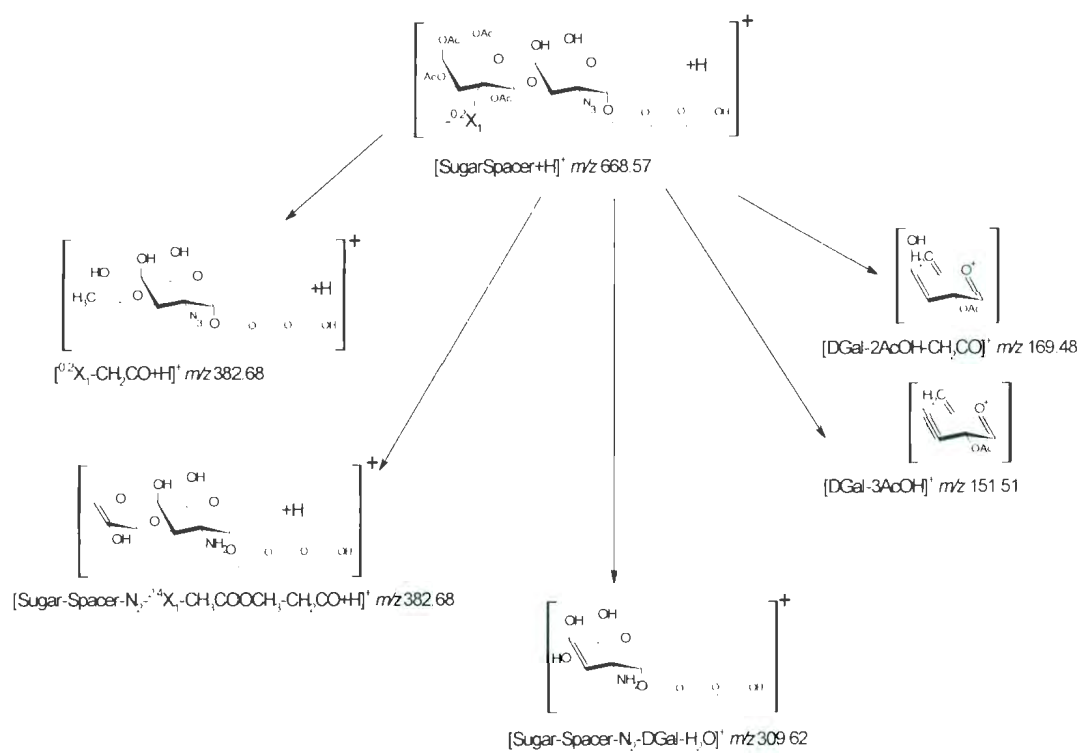 OAc OAc OH OH
O O +H
AcO OAc O N3 O O O O OH
-0,2X1
[SugarSpacer+H]+ m/z 668.57
OH OH
HO O +H
H3C O N3 O O O OH
[0,2X1-CH2CO+H]+ m/z 382.68
OH
H3C O+
OAc
[DGal-2AcOH-CH2CO]+ m/z 169.48
H3C O+
OAc
[DGal-3AcOH]+ m/z 151.51
OH OH
O O +H
OH O NH2 O O O OH
[Sugar-Spacer-N2-1,4X1-CH3COOCH3-CH2CO+H]+ m/z 382.68
OH OH
HO O
NH2 O O O OH
[Sugar-Spacer-N2-DGal-H2O]+ m/z 309.62